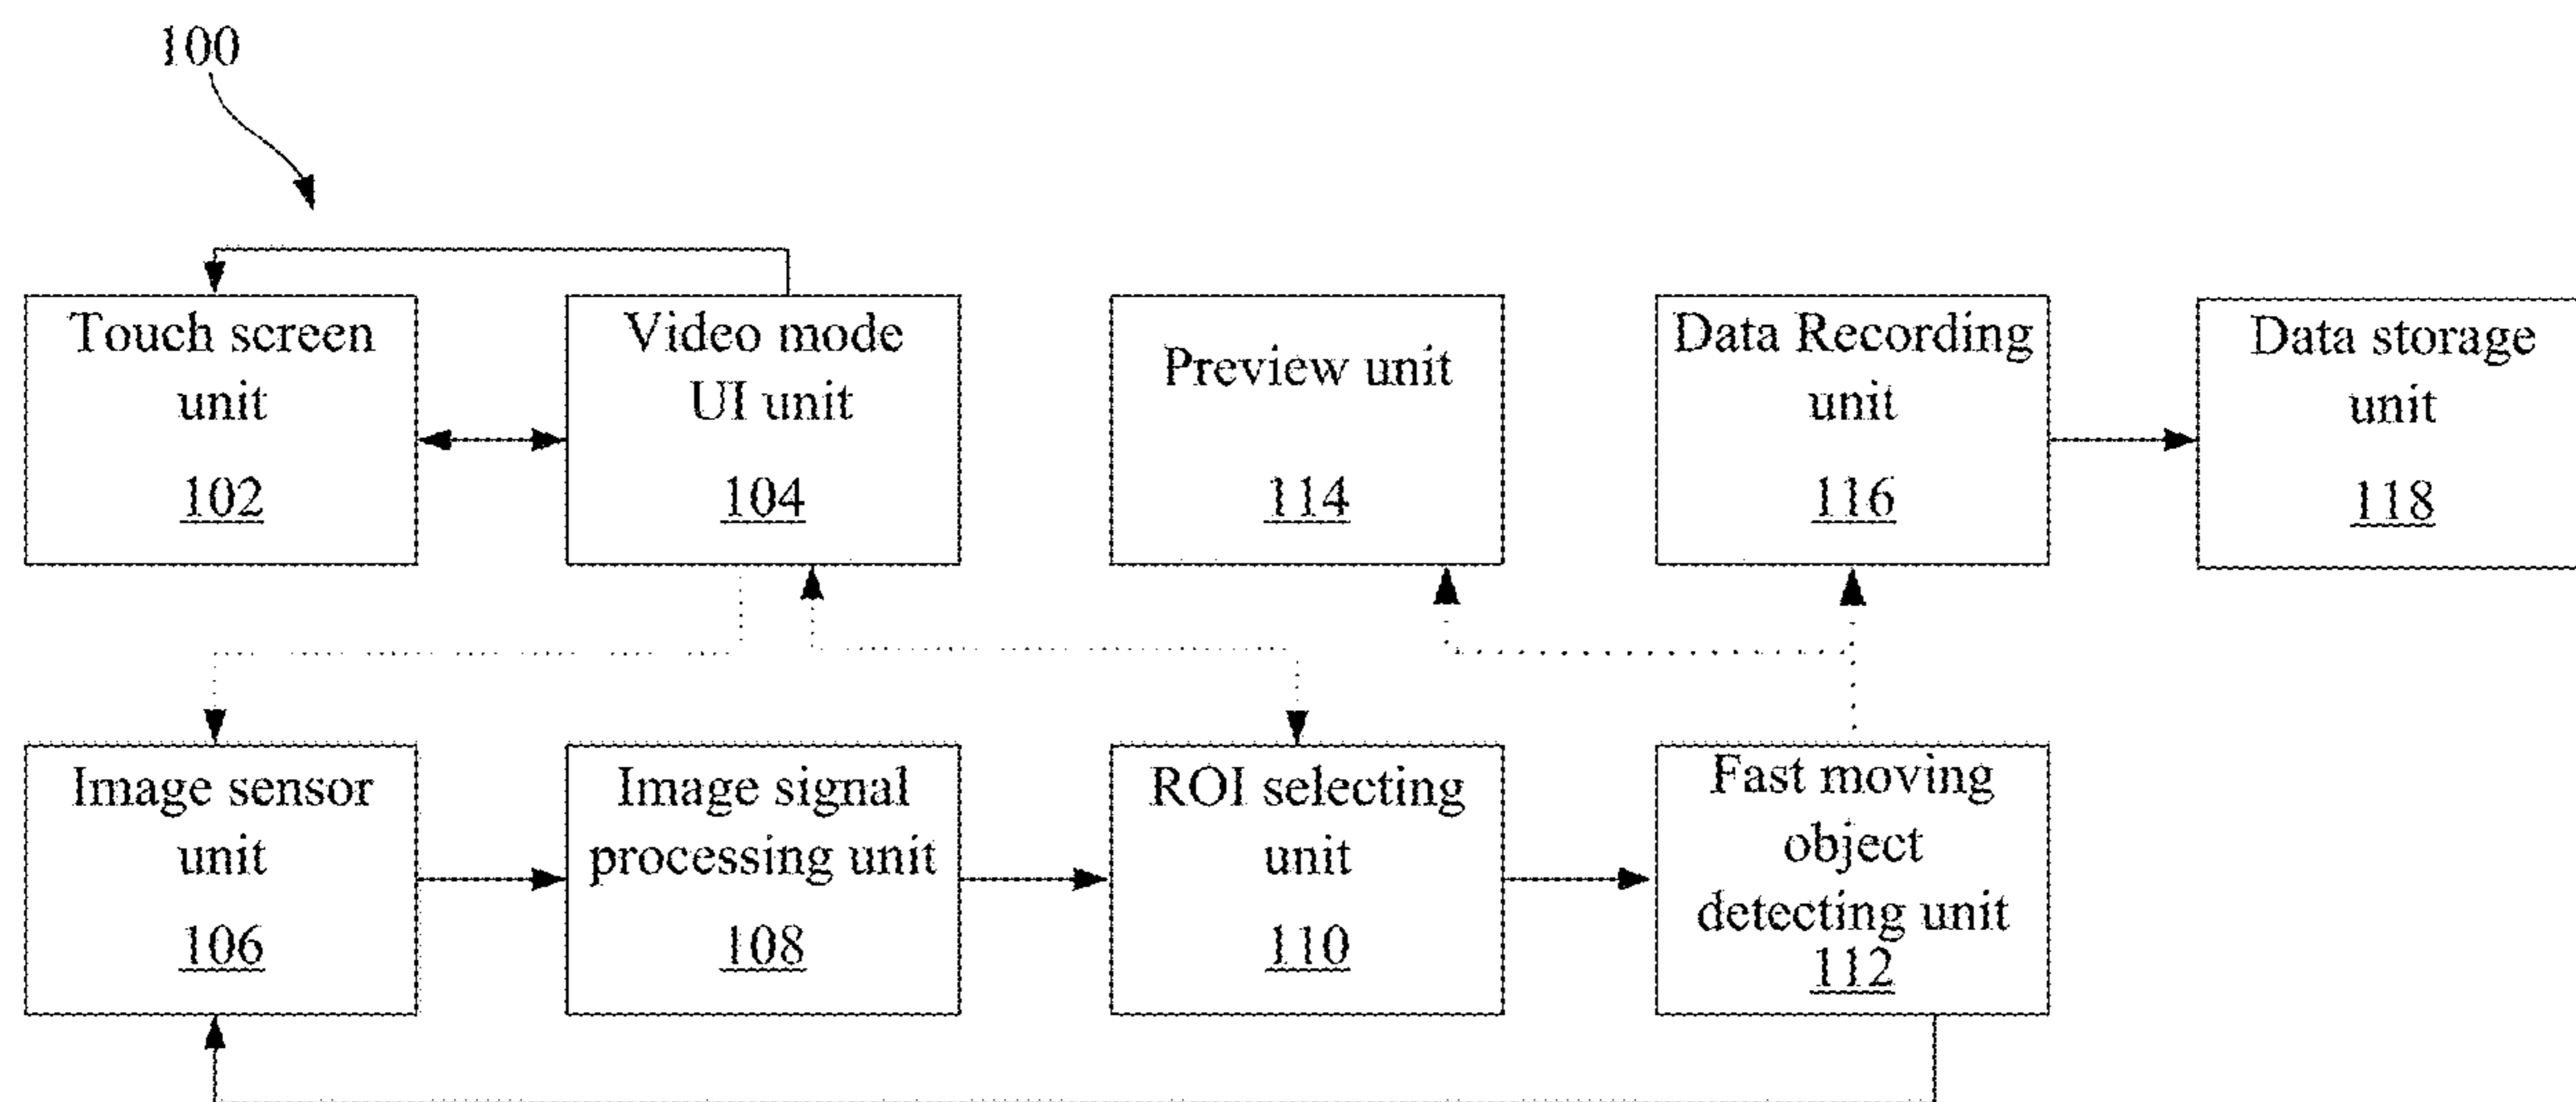 100
Touch screen
unit
102
Video mode
UI unit
104
Preview unit
114
Data Recording
unit
116
Data storage
unit
118
Image sensor
unit
106
Image signal
processing unit
108
ROI selecting
unit
110
Fast moving
object
detecting unit
112